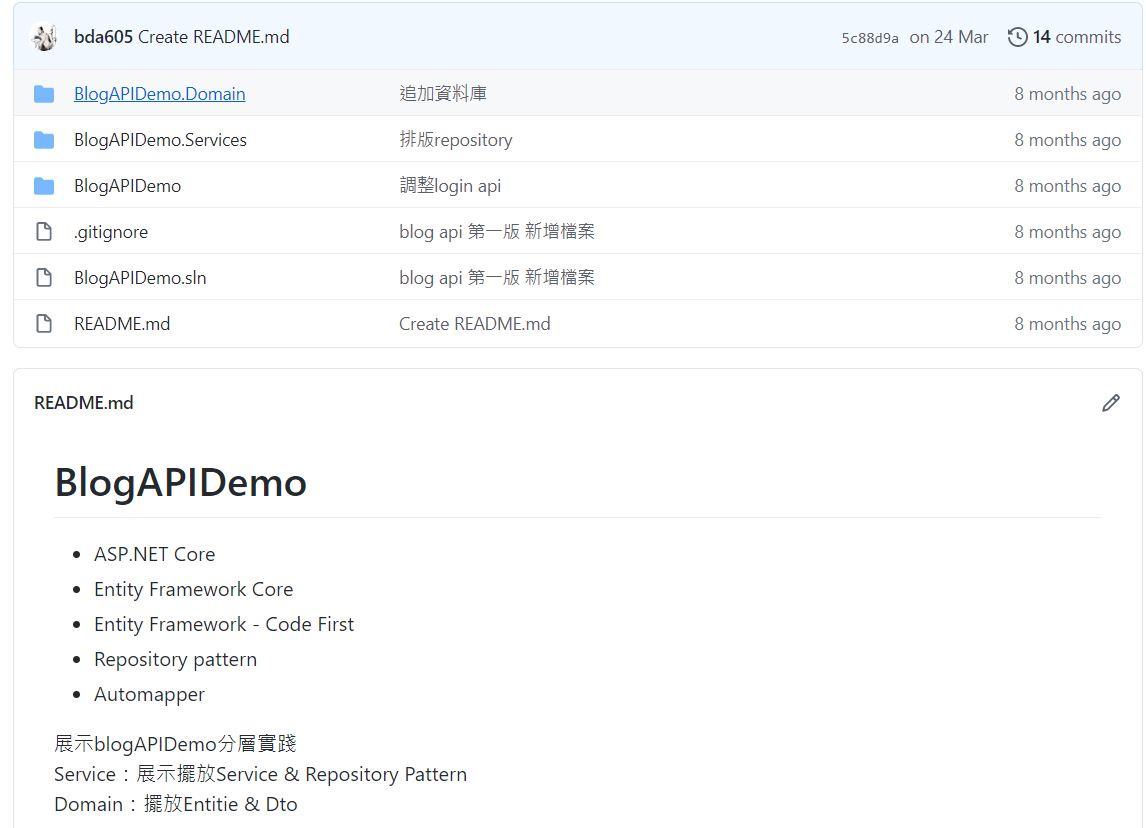 bda605 Create README.md 5c88d9a on 24 Mar 14 commits
BlogAPIDemo.Domain 追加資料庫 8 months ago
BlogAPIDemo.Services 排版repository 8 months ago
BlogAPIDemo 調整login api 8 months ago
.gitignore blog api 第一版 新增檔案 8 months ago
BlogAPIDemo.sln blog api 第一版 新增檔案 8 months ago
README.md Create README.md 8 months ago
README.md
BlogAPIDemo
ASP.NET Core
Entity Framework Core
Entity Framework - Code First
Repository pattern
Automapper
展示blogAPIDemo分層實踐
Service：展示擺放Service & Repository Pattern
Domain：擺放Entitie & Dto